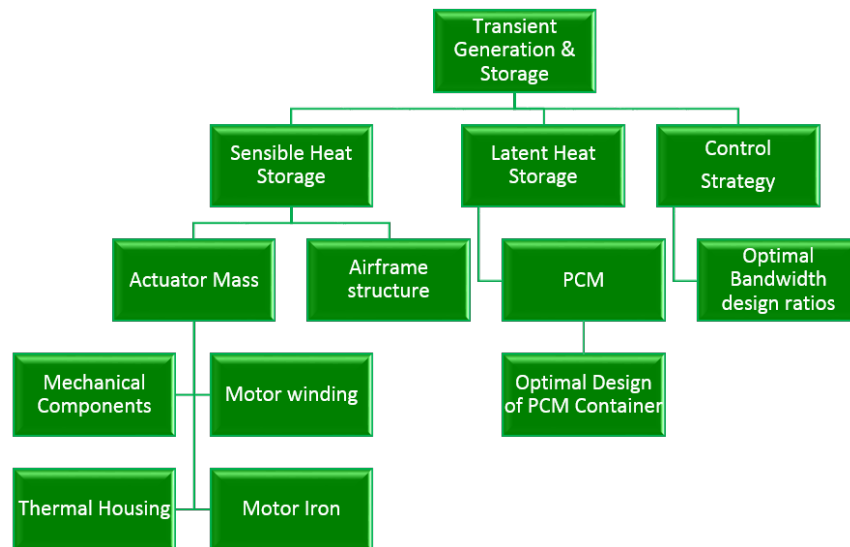 Transient
Generation &
Storage
Sensible Heat
Storage
Latent Heat
Storage
Control
Strategy
Actuator Mass
Airframe
structure
PCM
Optimal
Bandwidth
design ratios
Mechanical
Components
Motor winding
Optimal Design
of PCM Container
Thermal Housing
Motor Iron